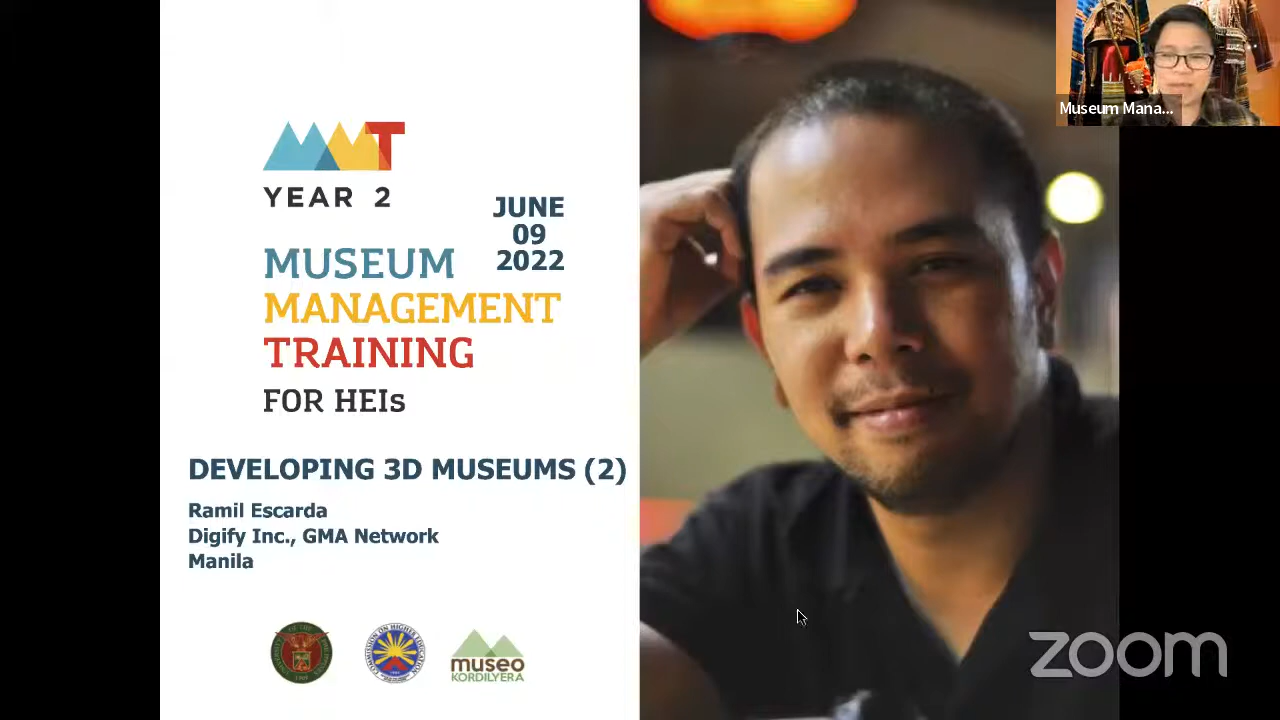 MMT
YEAR 2
JUNE
09
2022
MUSEUM
MANAGEMENT
TRAINING
FOR HEIs
DEVELOPING 3D MUSEUMS (2)
Ramil Escarda
Digify Inc., GMA Network
Manila
museo
KORDILYERA
Museum Mana...
zoom